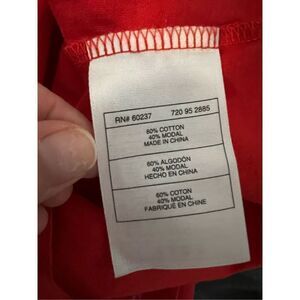 RN# 60237 720 95 2885
60% COTTON
40% MODAL
MADE IN CHINA
60% ALGODÓN
40% MODAL
HECHO EN CHINA
60% COTON
40% MODAL
FABRIQUE EN CHINE